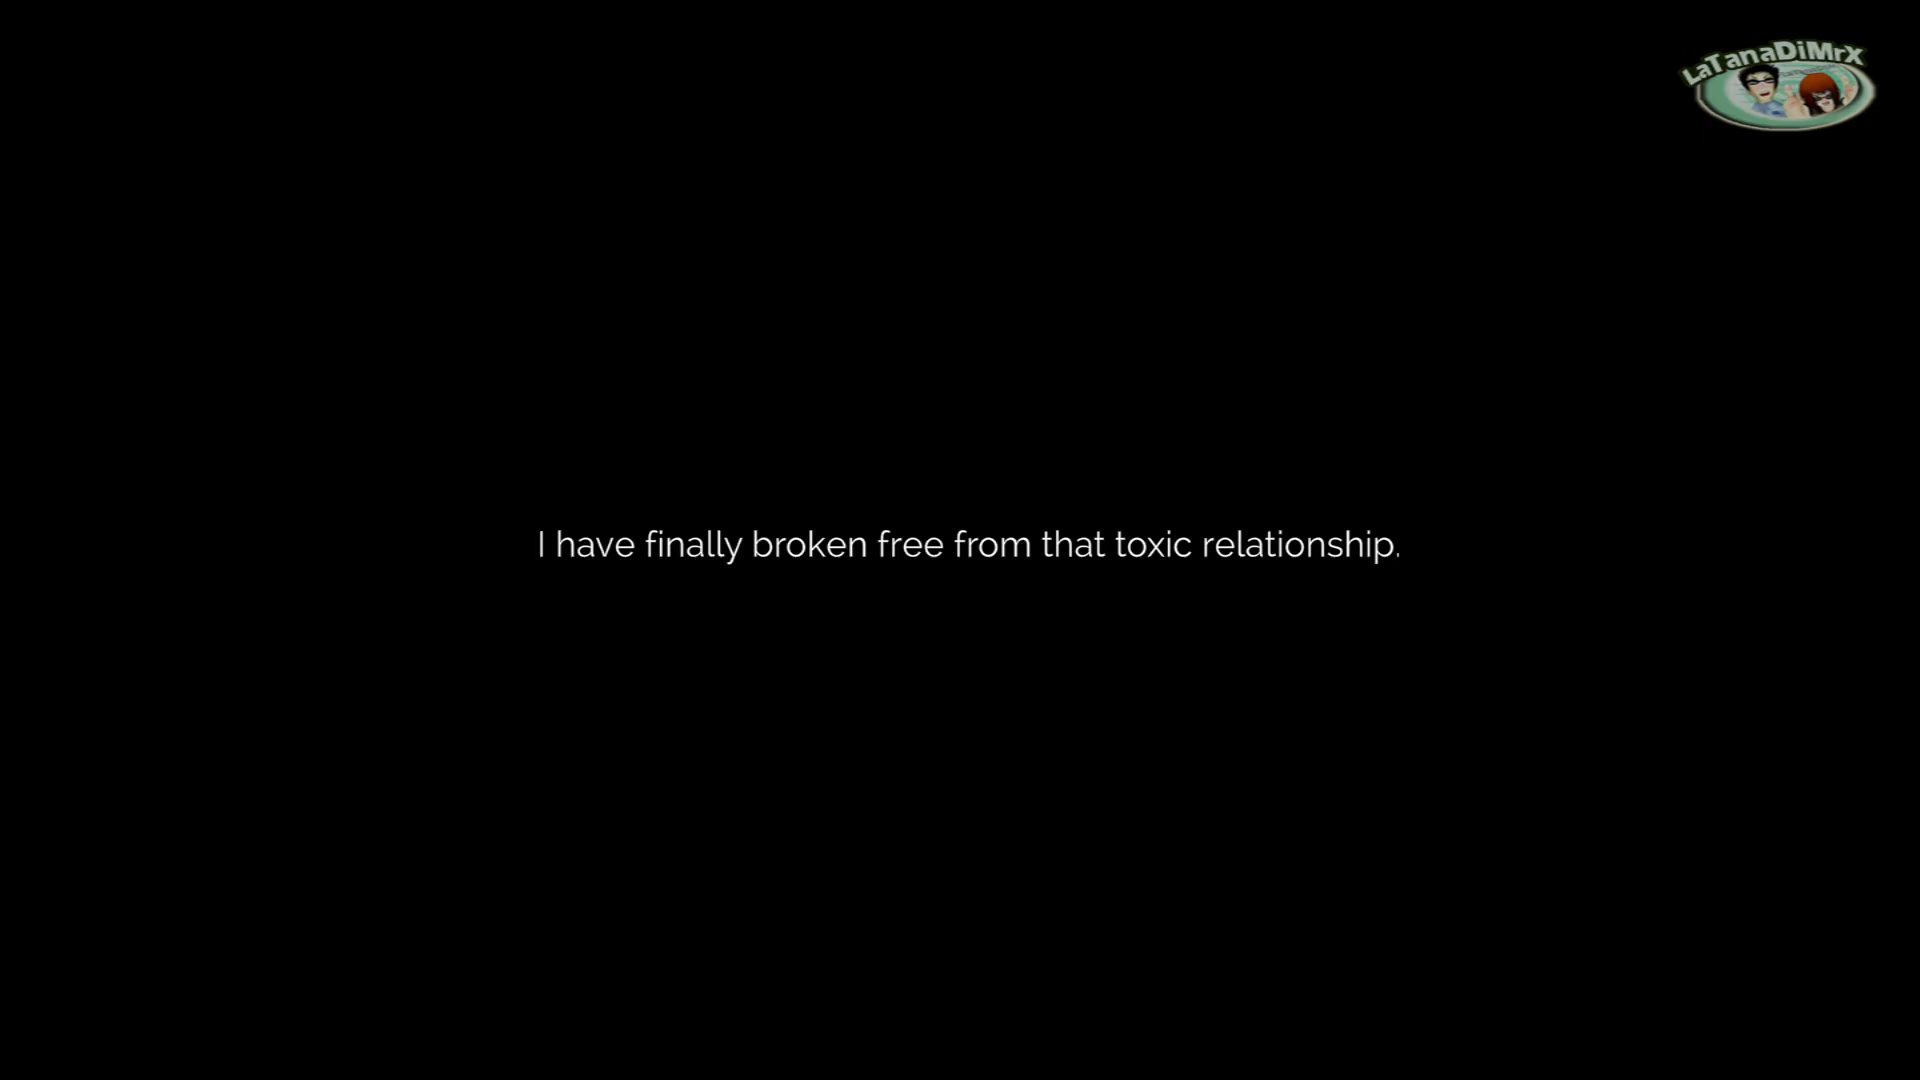 LaTanaDiMrX
I have finally broken free from that toxic relationship.